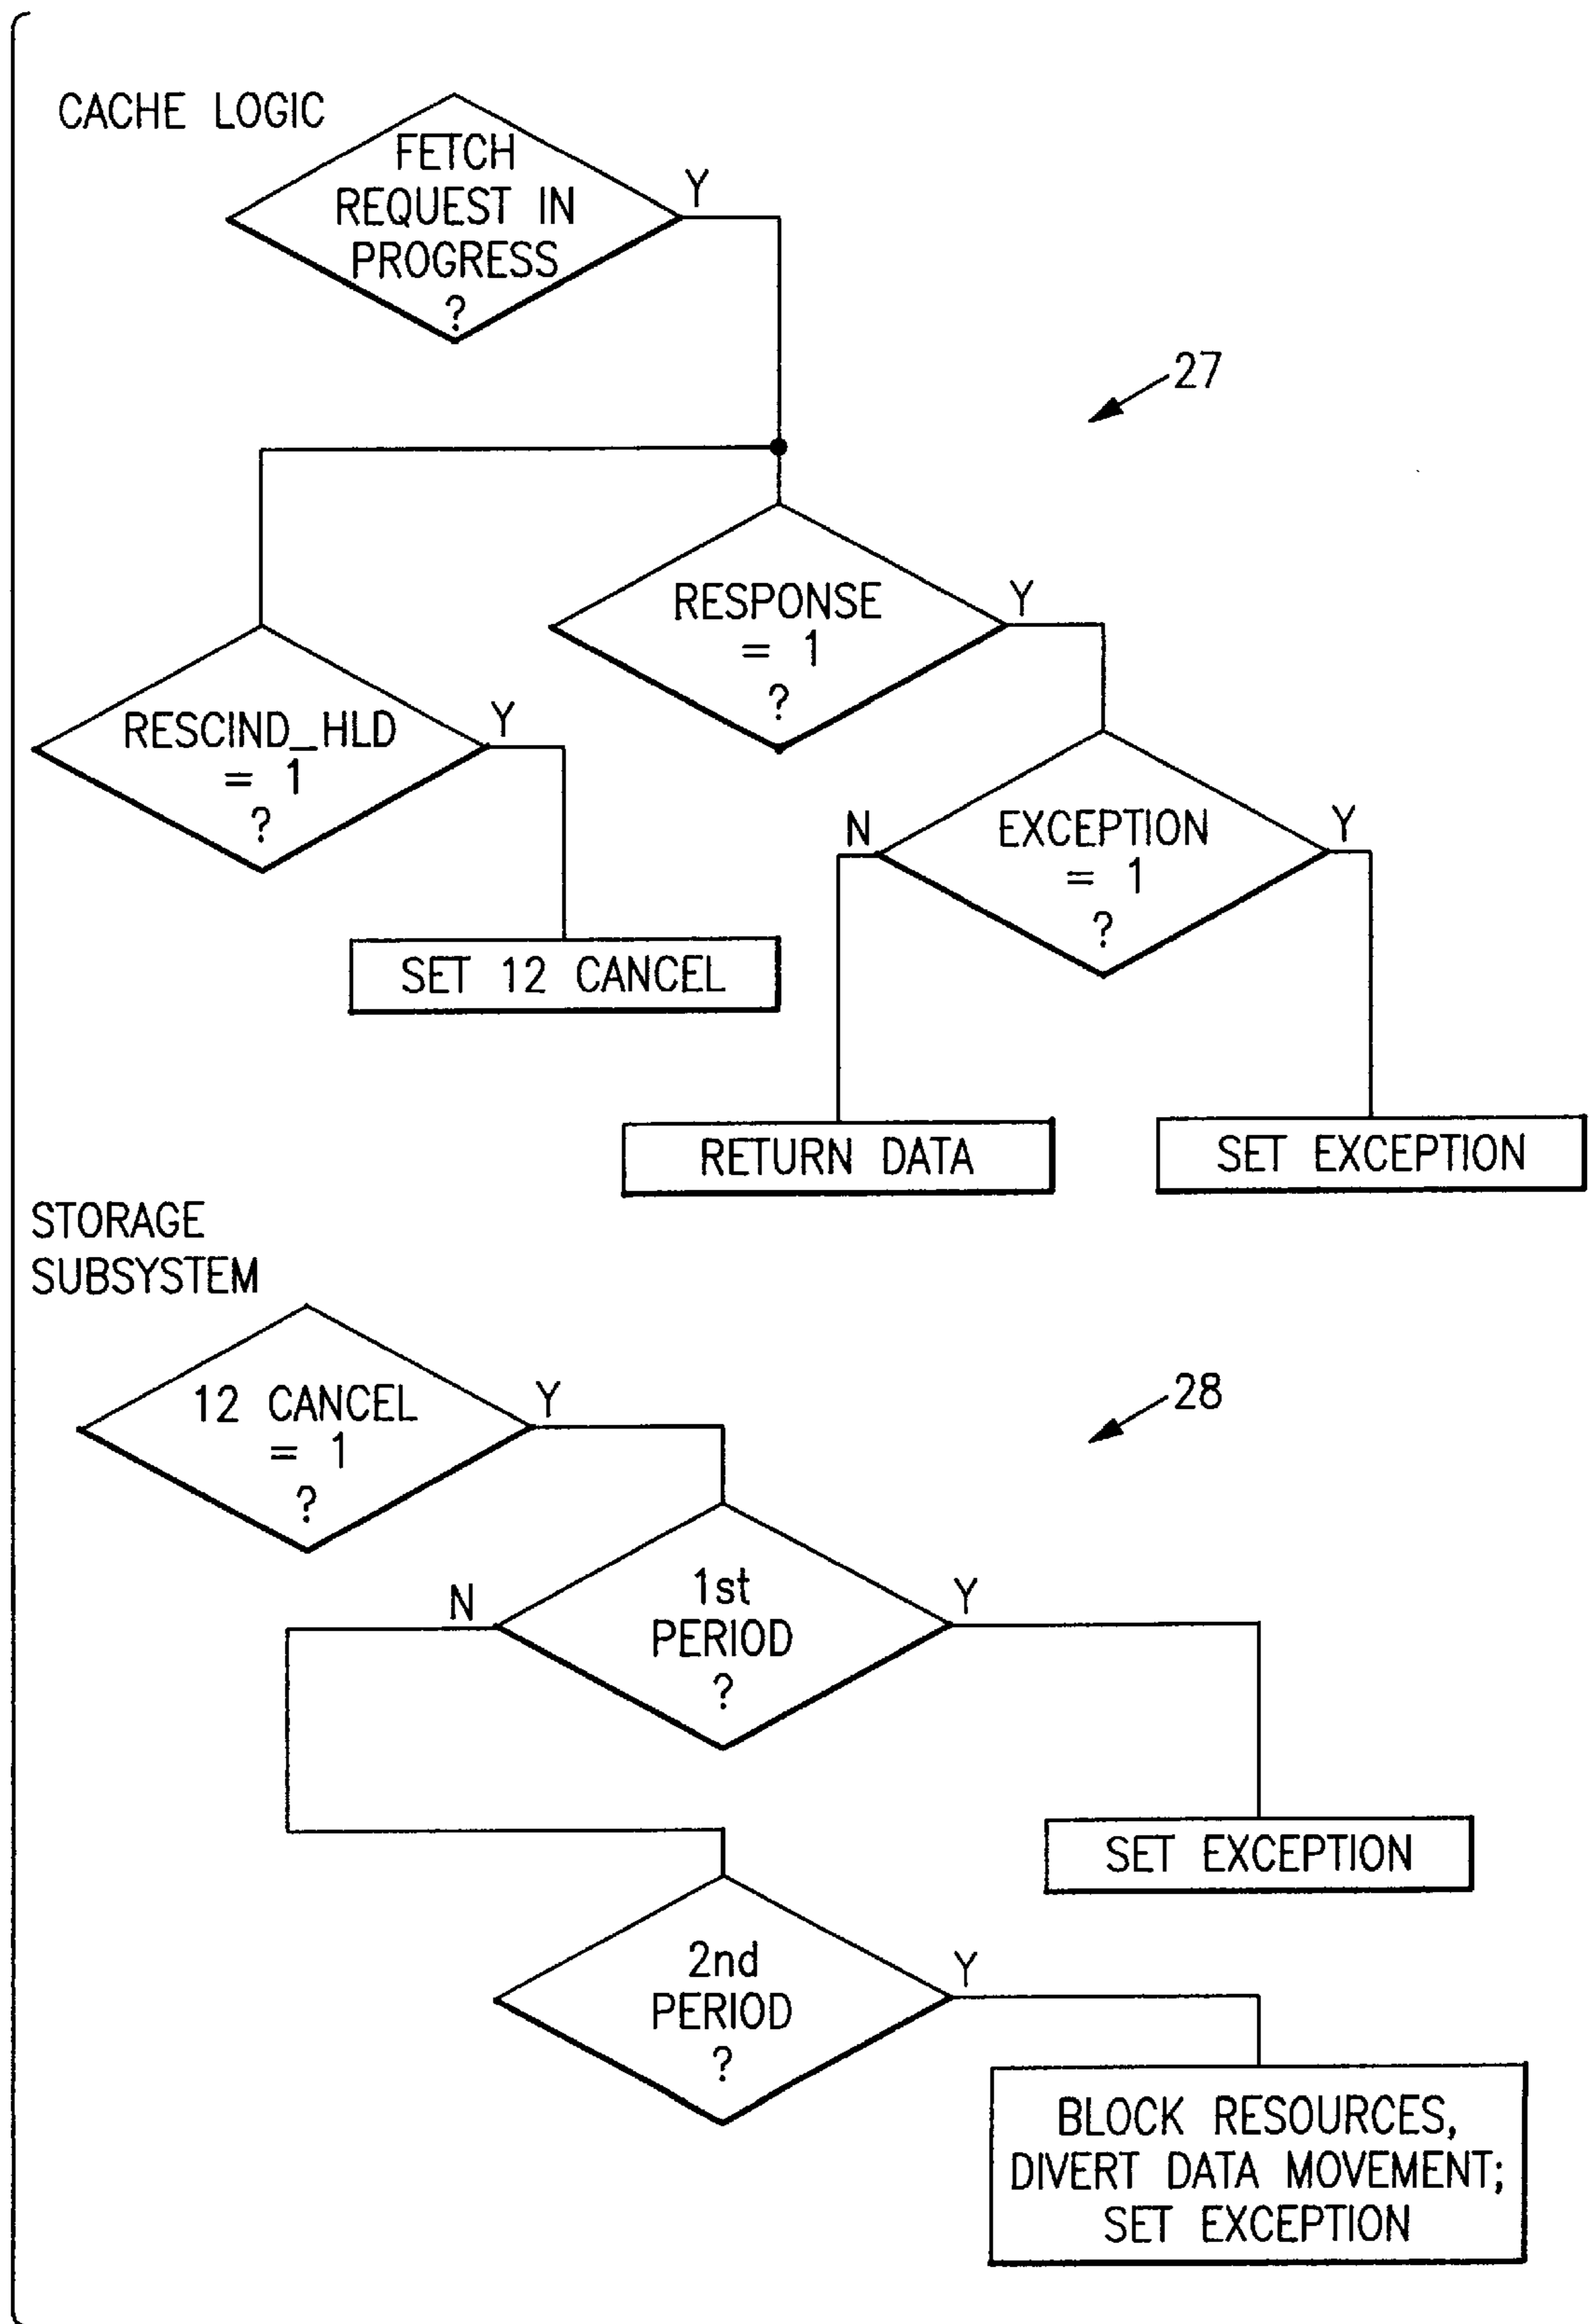 CACHE LOGIC
FETCH
REQUEST IN
PROGRESS
?
Y
27
RESPONSE
= 1
?
Y
RESCIND_HLD
= 1
?
Y
EXCEPTION
= 1
?
N
Y
SET 12 CANCEL
RETURN DATA
SET EXCEPTION
STORAGE
SUBSYSTEM
12 CANCEL
= 1
?
Y
28
1st
PERIOD
?
N
Y
SET EXCEPTION
2nd
PERIOD
?
Y
BLOCK RESOURCES,
DIVERT DATA MOVEMENT;
SET EXCEPTION